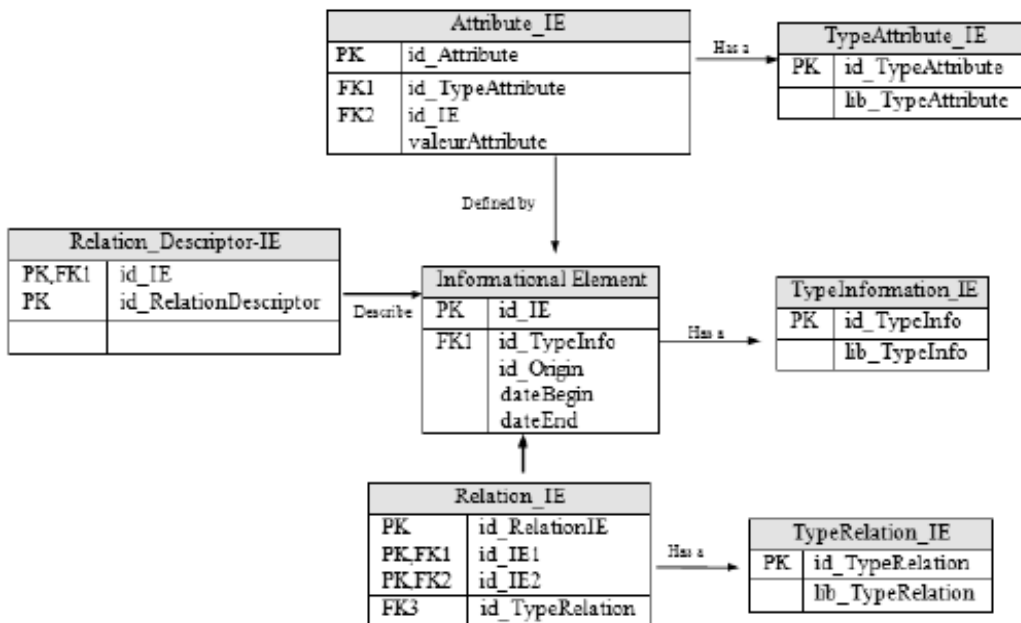 Attribute_IE
PK id_Attribute
FK1 id_TypeAttribute
FK2 id_IE
valeurAttribute
Has a
TypeAttribute_IE
PK id_TypeAttribute
lib_TypeAttribute
Defined by
Relation_Descriptor-IE
PK,FK1 id_IE
PK id_RelationDescriptor
Describe
Informational Element
PK id_IE
FK1 id_TypeInfo
id_Origin
dateBegin
dateEnd
Has a
TypeInformation_IE
PK id_TypeInfo
lib_TypeInfo
Relation_IE
PK id_RelationIE
PK,FK1 id_IE1
PK,FK2 id_IE2
FK3 id_TypeRelation
Has a
TypeRelation_IE
PK id_TypeRelation
lib_TypeRelation